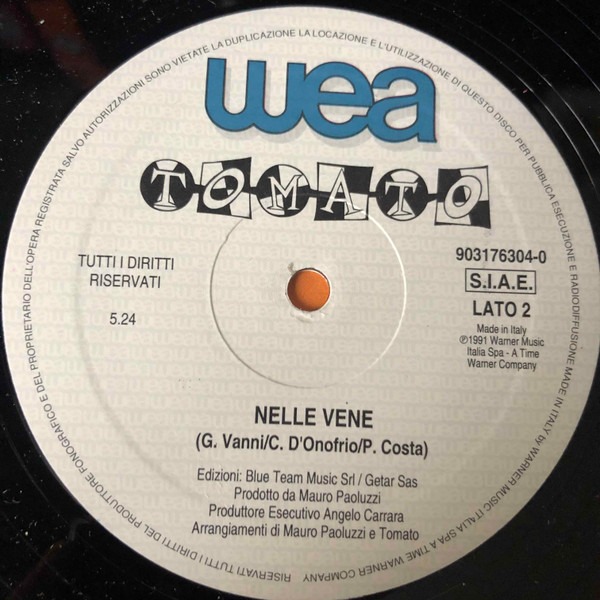 wea
TOMATO
TUTTI I DIRITTI
RISERVATI
5.24
903176304-0
S.I.A.E.
LATO 2
Made in Italy
℗1991 Warner Music
Italia Spa - A Time
Warner Company
NELLE VENE
(G. Vanni/C. D'Onofrio/P. Costa)
Edizioni: Blue Team Music Srl / Getar Sas
Prodotto da Mauro Paoluzzi
Produttore Esecutivo Angelo Carrara
Arrangiamenti di Mauro Paoluzzi e Tomato
RISERVATI TUTTI I DIRITTI DEL PRODUTTORE FONOGRAFICO E DEL PROPRIETARIO DELL'OPERA REGISTRATA SALVO AUTORIZZAZIONI SONO VIETATE LA DUPLICAZIONE LA LOCAZIONE E L'UTILIZZAZIONE DI QUESTO DISCO PER PUBBLICA ESECUZIONE E RADIODIFFUSIONE MADE IN ITALY by WARNER MUSIC ITALIA SPA A TIME WARNER COMPANY